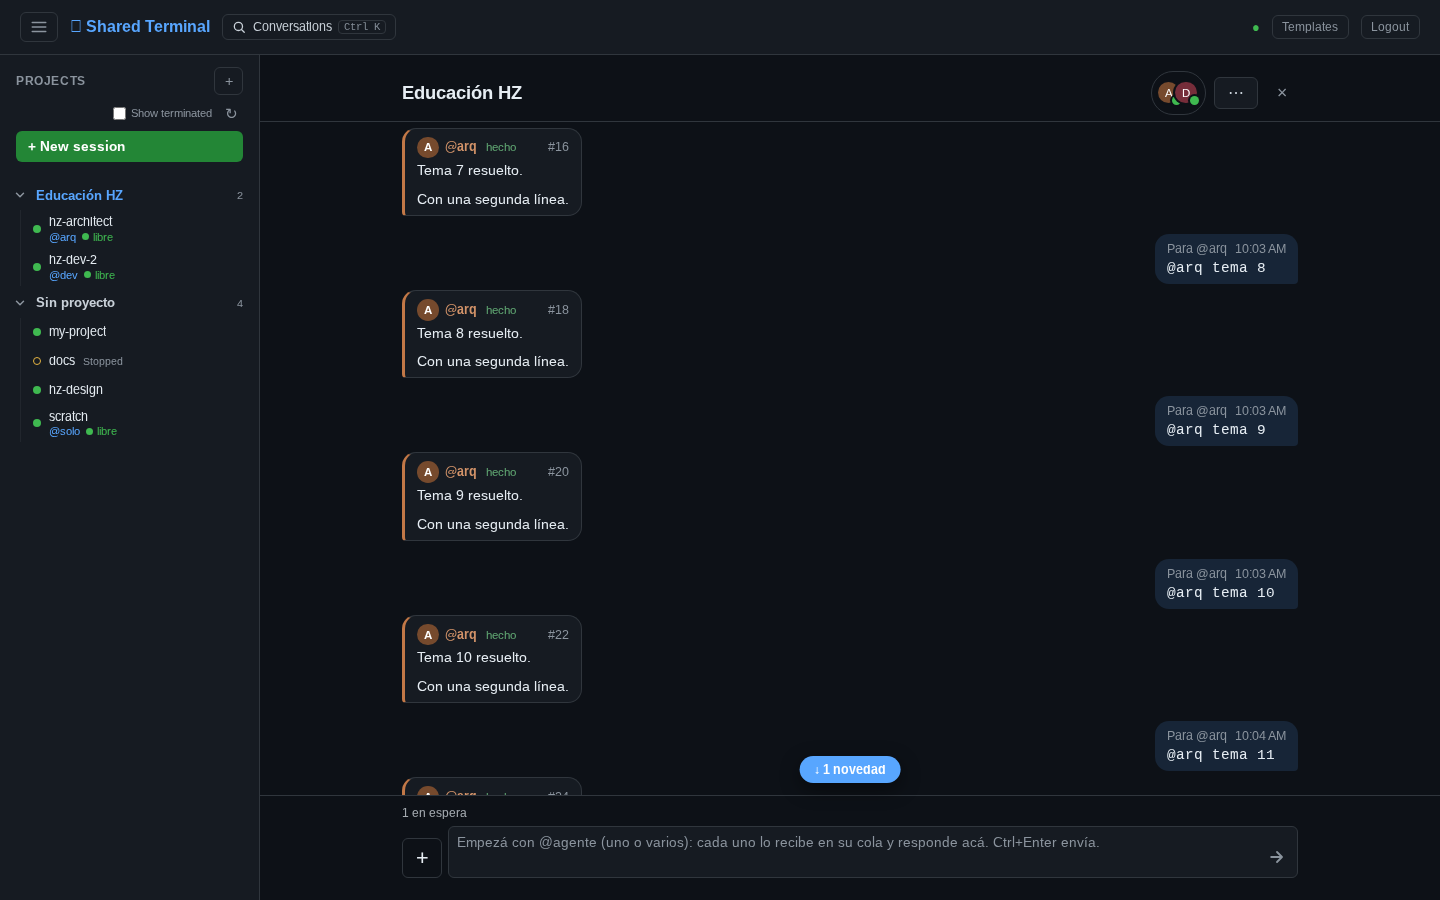 Shared Terminal
Conversations Ctrl K
Templates
Logout
PROJECTS
+
Show terminated
+ New session
Educación HZ 2
hz-architect
@arq libre
hz-dev-2
@dev libre
Sin proyecto 4
my-project
docs Stopped
hz-design
scratch
@solo libre
Educación HZ
A D
⋯ ×
A @arq hecho #16
Tema 7 resuelto.
Con una segunda línea.
Para @arq 10:03 AM
@arq tema 8
A @arq hecho #18
Tema 8 resuelto.
Con una segunda línea.
Para @arq 10:03 AM
@arq tema 9
A @arq hecho #20
Tema 9 resuelto.
Con una segunda línea.
Para @arq 10:03 AM
@arq tema 10
A @arq hecho #22
Tema 10 resuelto.
Con una segunda línea.
Para @arq 10:04 AM
@arq tema 11
↓ 1 novedad
1 en espera
+
Empezá con @agente (uno o varios): cada uno lo recibe en su cola y responde acá. Ctrl+Enter envía.